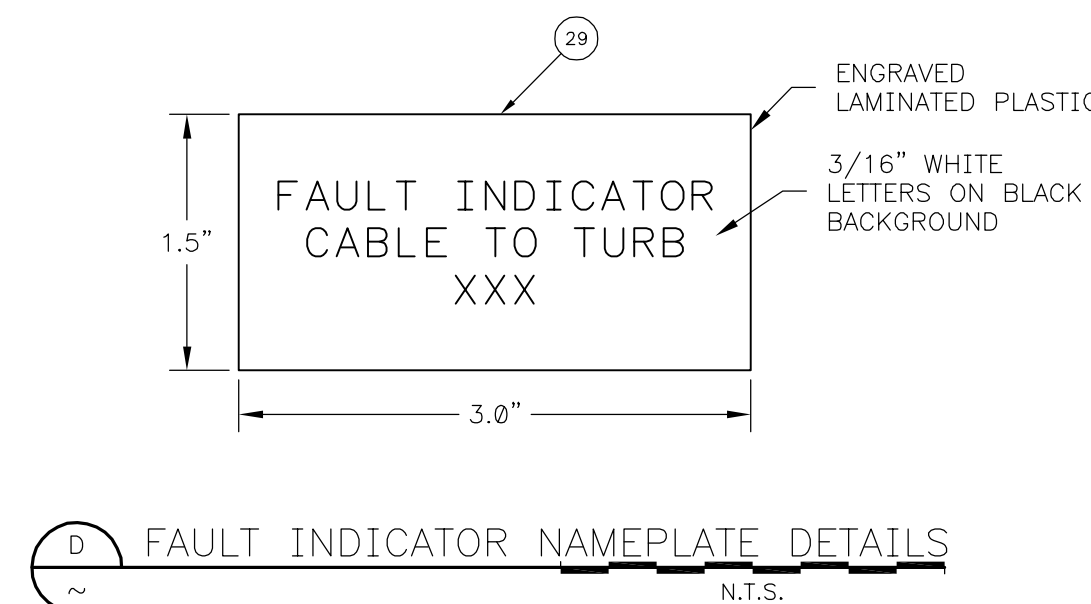 29
ENGRAVED
LAMINATED PLASTIC
3/16" WHITE
LETTERS ON BLACK
BACKGROUND
FAULT INDICATOR
CABLE TO TURB
XXX
1.5"
3.0"
D
FAULT INDICATOR NAMEPLATE DETAILS
~
N.T.S.